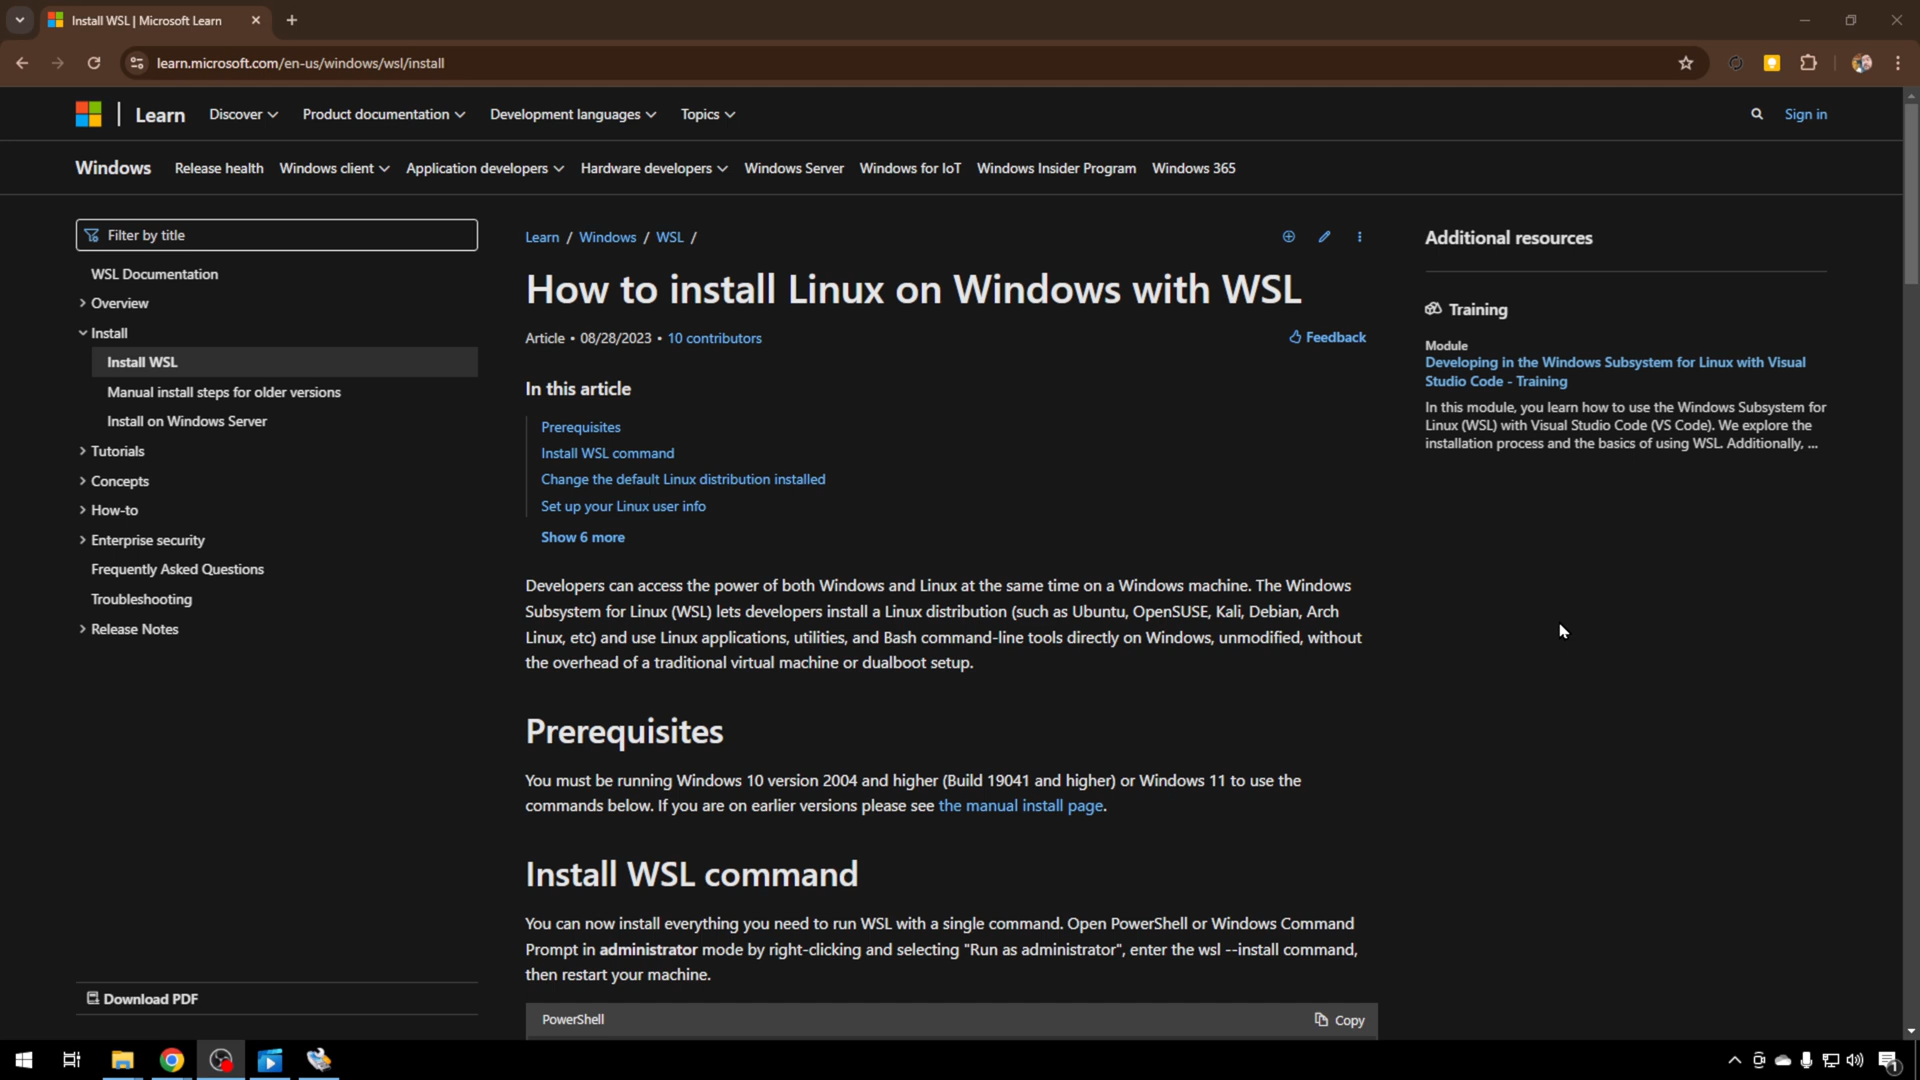 Install WSL | Microsoft Learn
learn.microsoft.com/en-us/windows/wsl/install
Learn Discover Product documentation Development languages Topics Sign in
Windows Release health Windows client Application developers Hardware developers Windows Server Windows for IoT Windows Insider Program Windows 365
Filter by title
WSL Documentation
Overview
Install
Install WSL
Manual install steps for older versions
Install on Windows Server
Tutorials
Concepts
How-to
Enterprise security
Frequently Asked Questions
Troubleshooting
Release Notes
Download PDF
Learn / Windows / WSL /
How to install Linux on Windows with WSL
Article • 08/28/2023 • 10 contributors
Feedback
In this article
Prerequisites
Install WSL command
Change the default Linux distribution installed
Set up your Linux user info
Show 6 more
Developers can access the power of both Windows and Linux at the same time on a Windows machine. The Windows
Subsystem for Linux (WSL) lets developers install a Linux distribution (such as Ubuntu, OpenSUSE, Kali, Debian, Arch
Linux, etc) and use Linux applications, utilities, and Bash command-line tools directly on Windows, unmodified, without
the overhead of a traditional virtual machine or dualboot setup.
Prerequisites
You must be running Windows 10 version 2004 and higher (Build 19041 and higher) or Windows 11 to use the
commands below. If you are on earlier versions please see the manual install page.
Install WSL command
You can now install everything you need to run WSL with a single command. Open PowerShell or Windows Command
Prompt in administrator mode by right-clicking and selecting "Run as administrator", enter the wsl --install command,
then restart your machine.
PowerShell
Copy
Additional resources
Training
Module
Developing in the Windows Subsystem for Linux with Visual
Studio Code - Training
In this module, you learn how to use the Windows Subsystem for
Linux (WSL) with Visual Studio Code (VS Code). We explore the
installation process and the basics of using WSL. Additionally, ...
1